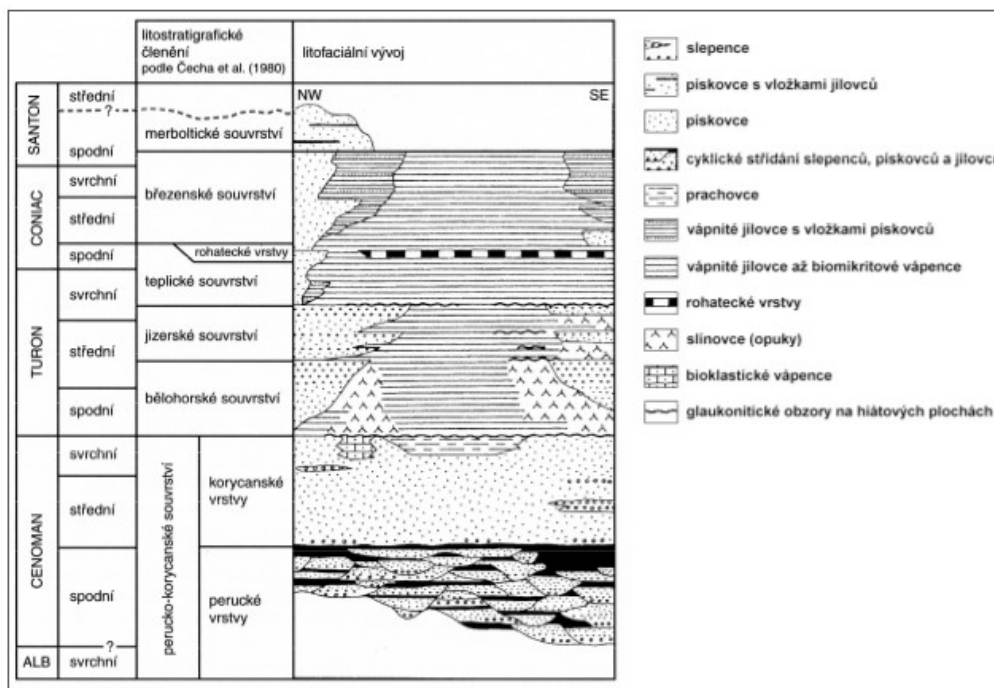 litostratigrafické
členění
podle Čecha et al. (1980)
litofaciální vývoj
SANTON
střední
?
spodní
merboltické souvrství
NW
SE
CONIAC
svrchní
střední
spodní
březenské souvrství
rohatecké vrstvy
TURON
svrchní
střední
spodní
teplické souvrství
jizerské souvrství
bělohorské souvrství
CENOMAN
svrchní
střední
spodní
?
perucko-korycanské souvrství
korycanské
vrstvy
perucké
vrstvy
ALB
svrchní
slepence
pískovce s vložkami jílovců
pískovce
cyklické střídání slepenců, pískovců a jílovc
prachovce
vápnité jílovce s vložkami pískovců
vápnité jílovce až biomikritové vápence
rohatecké vrstvy
slínovce (opuky)
bioklastické vápence
glaukonitické obzory na hiátových plochách